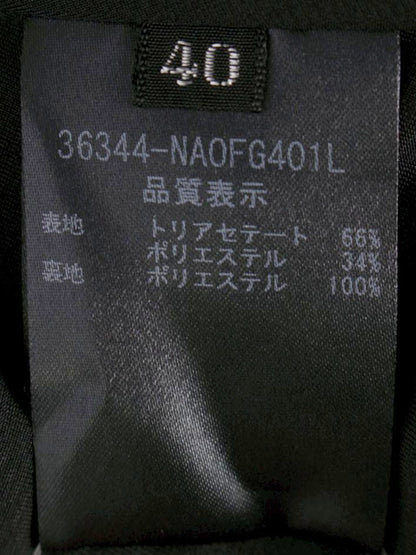 40
36344-NA0FG401L
品質表示
表地 トリアセテート 66%
ポリエステル 34%
裏地 ポリエステル 100%